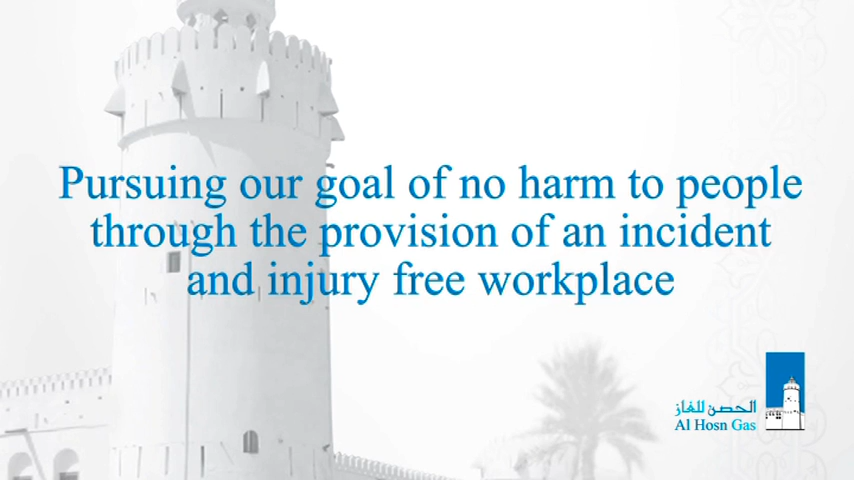 Pursuing our goal of no harm to people
through the provision of an incident
and injury free workplace
الحصن للغاز
Al Hosn Gas